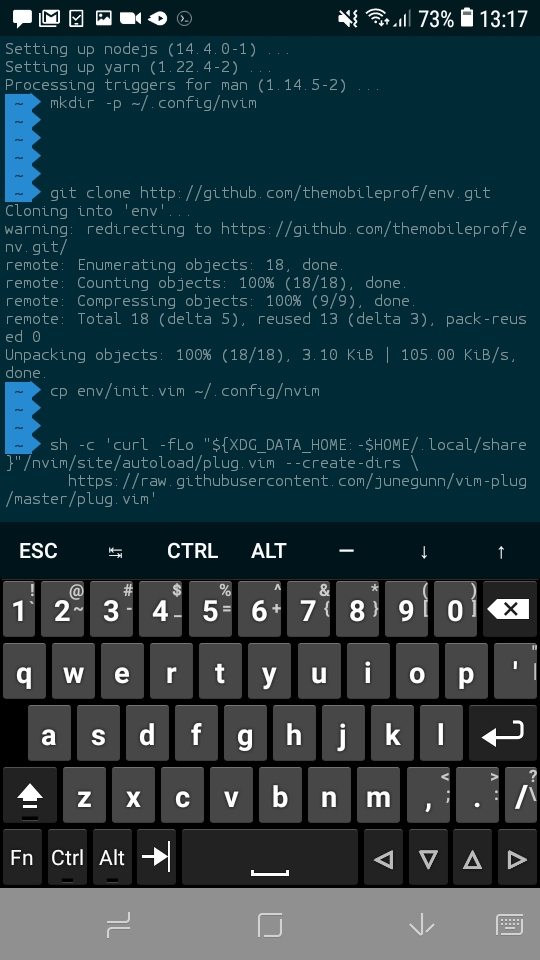 73% 13:17
Setting up nodejs (14.4.0-1) ...
Setting up yarn (1.22.4-2) ...
Processing triggers for man (1.14.5-2) ...
~ mkdir -p ~/.config/nvim
~
~
~
~
~ git clone http://github.com/themobileprof/env.git
Cloning into 'env'...
warning: redirecting to https://github.com/themobileprof/e
nv.git/
remote: Enumerating objects: 18, done.
remote: Counting objects: 100% (18/18), done.
remote: Compressing objects: 100% (9/9), done.
remote: Total 18 (delta 5), reused 13 (delta 3), pack-reus
ed 0
Unpacking objects: 100% (18/18), 3.10 KiB | 105.00 KiB/s,
done.
~ cp env/init.vim ~/.config/nvim
~
~
~ sh -c 'curl -fLo "${XDG_DATA_HOME:-$HOME/.local/share
}"/nvim/site/autoload/plug.vim --create-dirs \
https://raw.githubusercontent.com/junegunn/vim-plug
/master/plug.vim'
ESC ↹ CTRL ALT — ↓ ↑
! @ # $ % ^ & * ( )
1 ` 2 ~ 3 - 4 _ 5 = 6 + 7 { 8 } 9 [ 0 ]
q w e r t y u i o p ' " |
a s d f g h j k l
z x c v b n m , < ; . > : / ? \
Fn Ctrl Alt